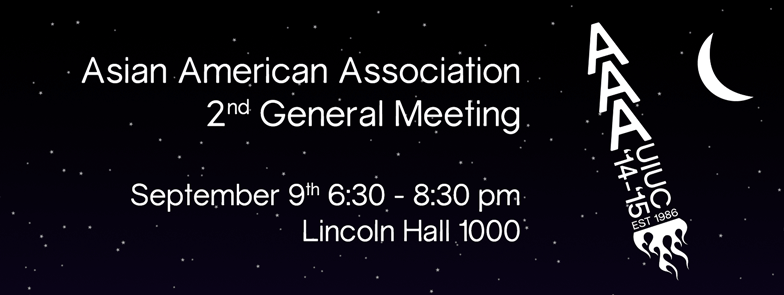 Asian American Association
2nd General Meeting
September 9th 6:30 - 8:30 pm
Lincoln Hall 1000
AAA
UIUC
'14-'15
EST 1986